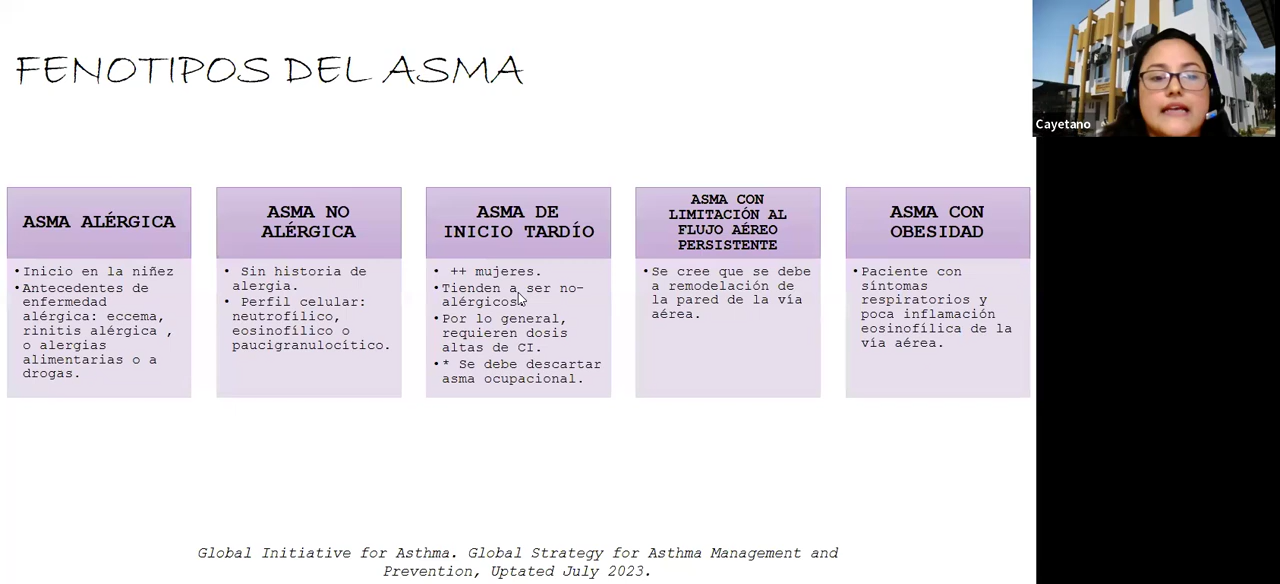 FENOTIPOS DEL ASMA
Cayetano
ASMA ALÉRGICA
•Inicio en la niñez
•Antecedentes de
enfermedad
alérgica: eccema,
rinitis alérgica ,
o alergias
alimentarias o a
drogas.
ASMA NO
ALÉRGICA
• Sin historia de
alergia.
• Perfil celular:
neutrofílico,
eosinofílico o
paucigranulocítico.
ASMA DE
INICIO TARDÍO
• ++ mujeres.
•Tienden a ser no-
alérgicos.
•Por lo general,
requieren dosis
altas de CI.
•* Se debe descartar
asma ocupacional.
ASMA CON
LIMITACIÓN AL
FLUJO AÉREO
PERSISTENTE
•Se cree que se debe
a remodelación de
la pared de la vía
aérea.
ASMA CON
OBESIDAD
•Paciente con
síntomas
respiratorios y
poca inflamación
eosinofílica de la
vía aérea.
Global Initiative for Asthma. Global Strategy for Asthma Management and
Prevention, Uptated July 2023.